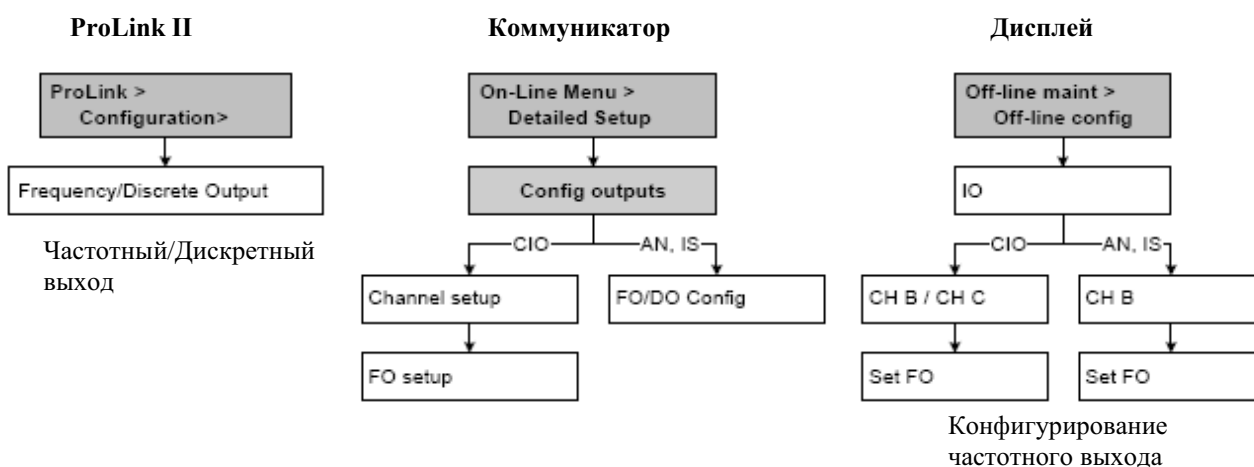 ProLink II
Коммуникатор
Дисплей
ProLink >
Configuration>
Frequency/Discrete Output
Частотный/Дискретный
выход
On-Line Menu >
Detailed Setup
Config outputs
CIO
AN, IS
Channel setup
FO/DO Config
FO setup
Off-line maint >
Off-line config
IO
CIO
AN, IS
CH B / CH C
CH B
Set FO
Set FO
Конфигурирование
частотного выхода